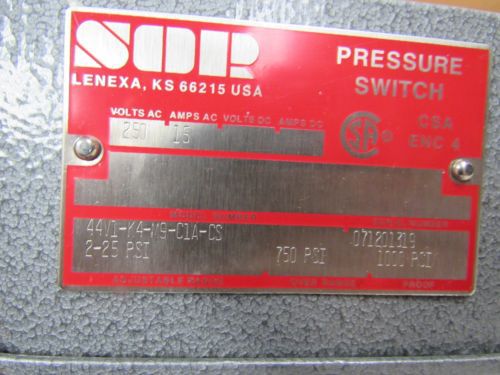 SOR
PRESSURE SWITCH
LENEXA, KS 66215 USA
VOLTS AC AMPS AC VOLTS DC AMPS DC
250 15
CSA
ENC 4
MODEL NUMBER
44V1-K4-M9-C1A-CS 071201319
2-25 PSI 750 PSI 1000 PSI
ADJUSTABLE RANGE OVER RANGE PROOF